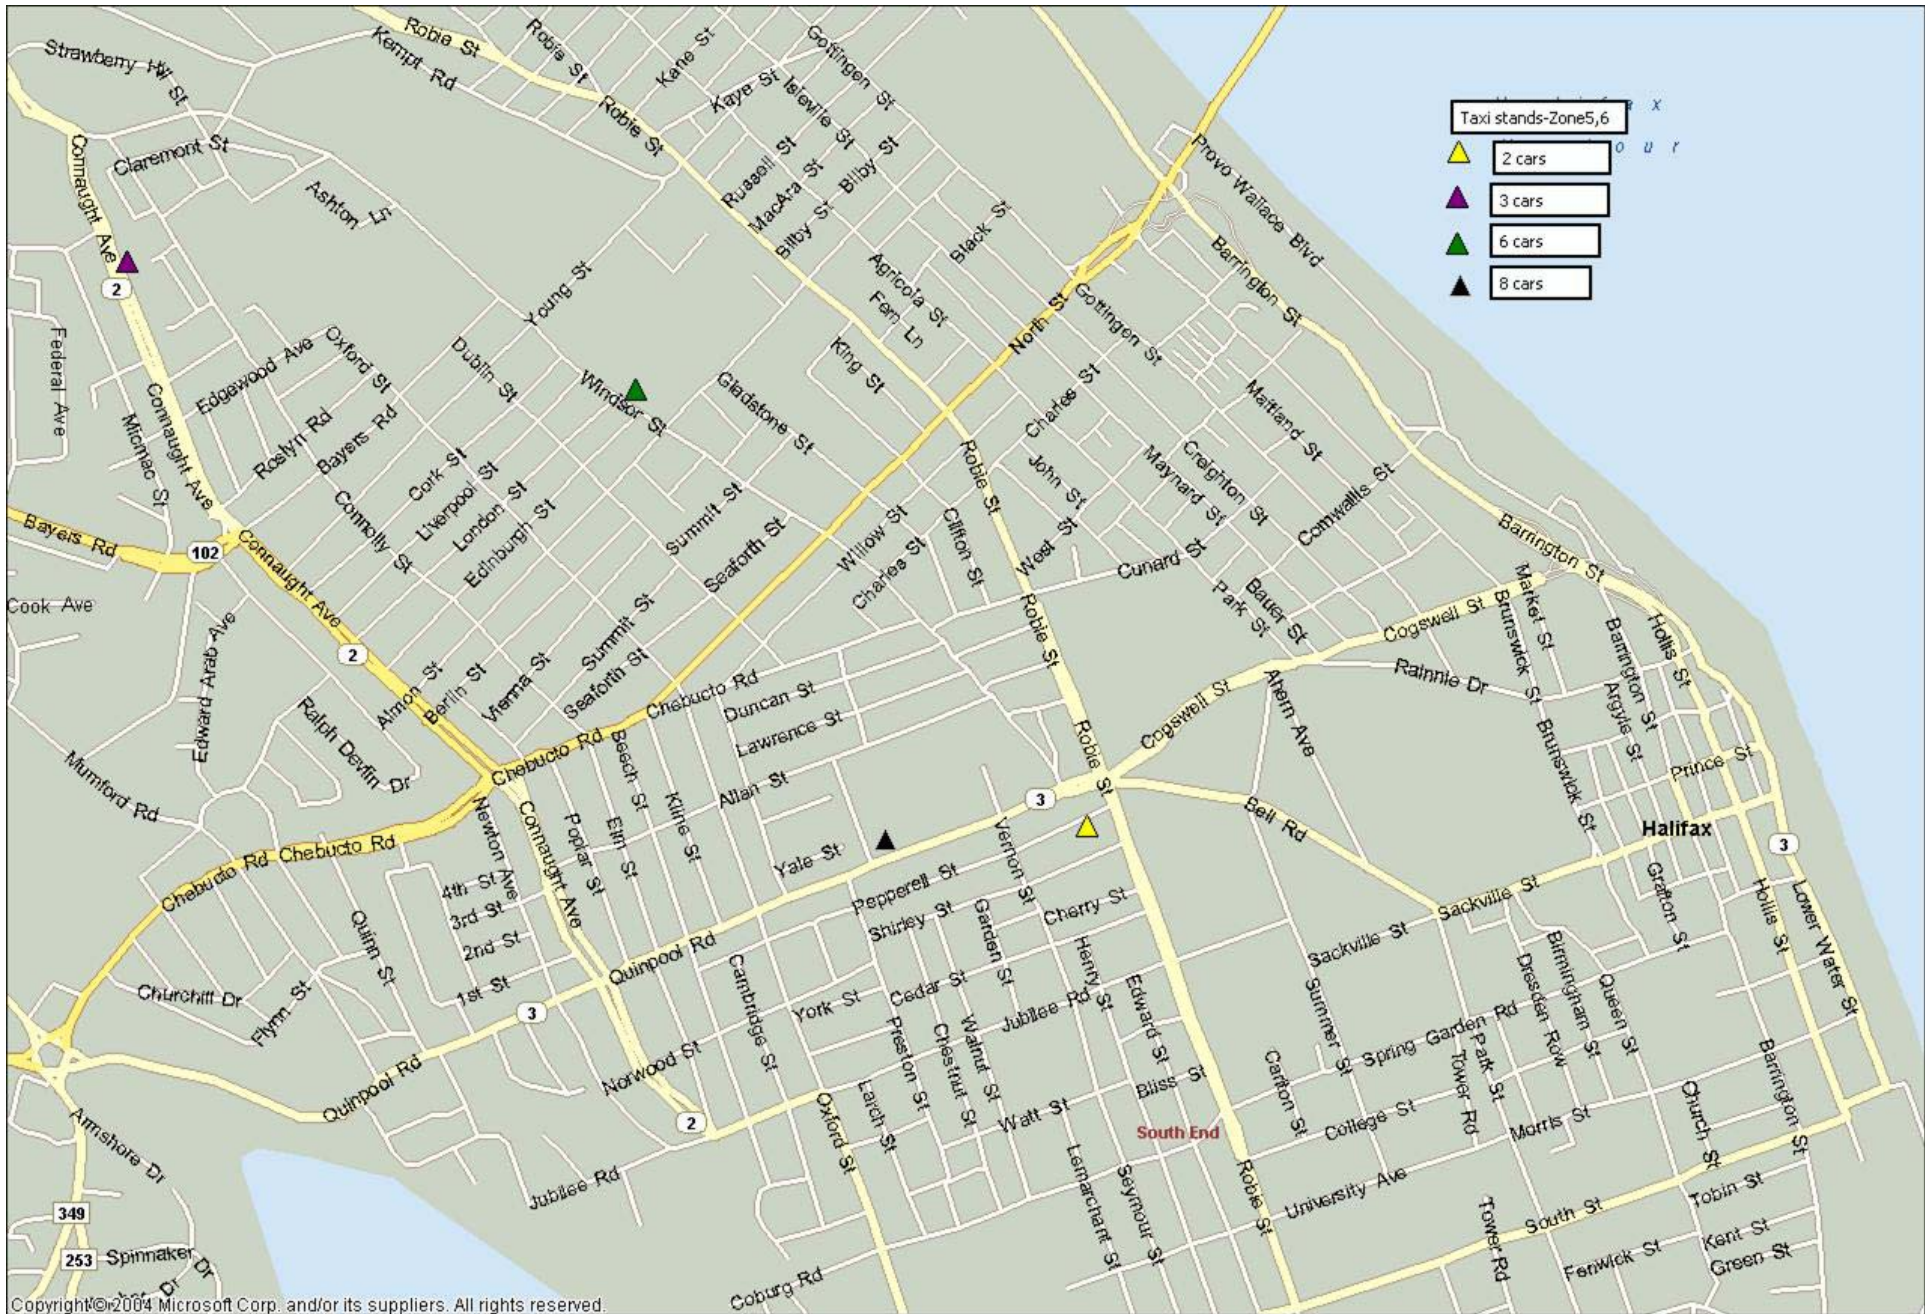 Robie St
Robie St
Kane St
Gottingen St
Strawberry Hill St
Kempt Rd
Kaye St
Isleville St
Robie St
Taxi stands-Zone5,6
2 cars
3 cars
6 cars
8 cars
Connaught Ave
Claremont St
Ashton Ln
Russell St
MacAra St
Bilby St
Bilby St
Black St
Provo Wallace Blvd
Barrington St
2
Young St
Agricola St
Fern Ln
North St
Gottingen St
Federal Ave
Edgewood Ave
Oxford St
Dublin St
Windsor St
Gladstone St
King St
Charles St
Maitland St
Connaught Ave
Micmac St
Roslyn Rd
Bayers Rd
Cork St
Liverpool St
London St
Edinburgh St
Connolly St
Summit St
Seaforth St
Robie St
John St
Maynard St
Creighton St
Cornwallis St
Bayers Rd
102
Connaught Ave
Willow St
Charles St
Clifton St
West St
Cunard St
Park St
Bauer St
Barrington St
Cook Ave
Edward Arab Ave
2
Summit St
Seaforth St
Robie St
Cogswell St
Market St
Brunswick St
Barrington St
Hollis St
Almon St
Berlin St
Vienna St
Chebucto Rd
Duncan St
Lawrence St
Cogswell St
Ahern Ave
Rainnie Dr
Argyle St
Ralph Devlin Dr
Mumford Rd
Chebucto Rd
Beech St
Kline St
Allan St
Robie St
3
Bell Rd
Brunswick St
Prince St
Halifax
3
Chebucto Rd
Chebucto Rd
Newton Ave
Connaught Ave
Poplar St
Elm St
Yale St
Vernon St
Pepperell St
Shirley St
Garden St
Cherry St
Sackville St
Grafton St
Hollis St
Lower Water St
4th St
3rd St
2nd St
1st St
Quinn St
Quinpool Rd
Cambridge St
Henry St
Edward St
Sackville St
Birmingham St
Dresden Row
Queen St
Churchill Dr
Flynn St
3
York St
Cedar St
Jubilee Rd
Summer St
Spring Garden Rd
Quinpool Rd
Norwood St
Preston St
Chestnut St
Walnut St
Bliss St
Carlton St
Tower Rd
Park St
Barrington St
2
Oxford St
Larch St
Watt St
South End
College St
Morris St
Church St
Armshore Dr
Jubilee Rd
Lemarchant St
Seymour St
Robie St
University Ave
Tower Rd
South St
Tobin St
349
253
Spinnaker Dr
Coburg Rd
Fenwick St
Kent St
Green St
Copyright © 2004 Microsoft Corp. and/or its suppliers. All rights reserved.